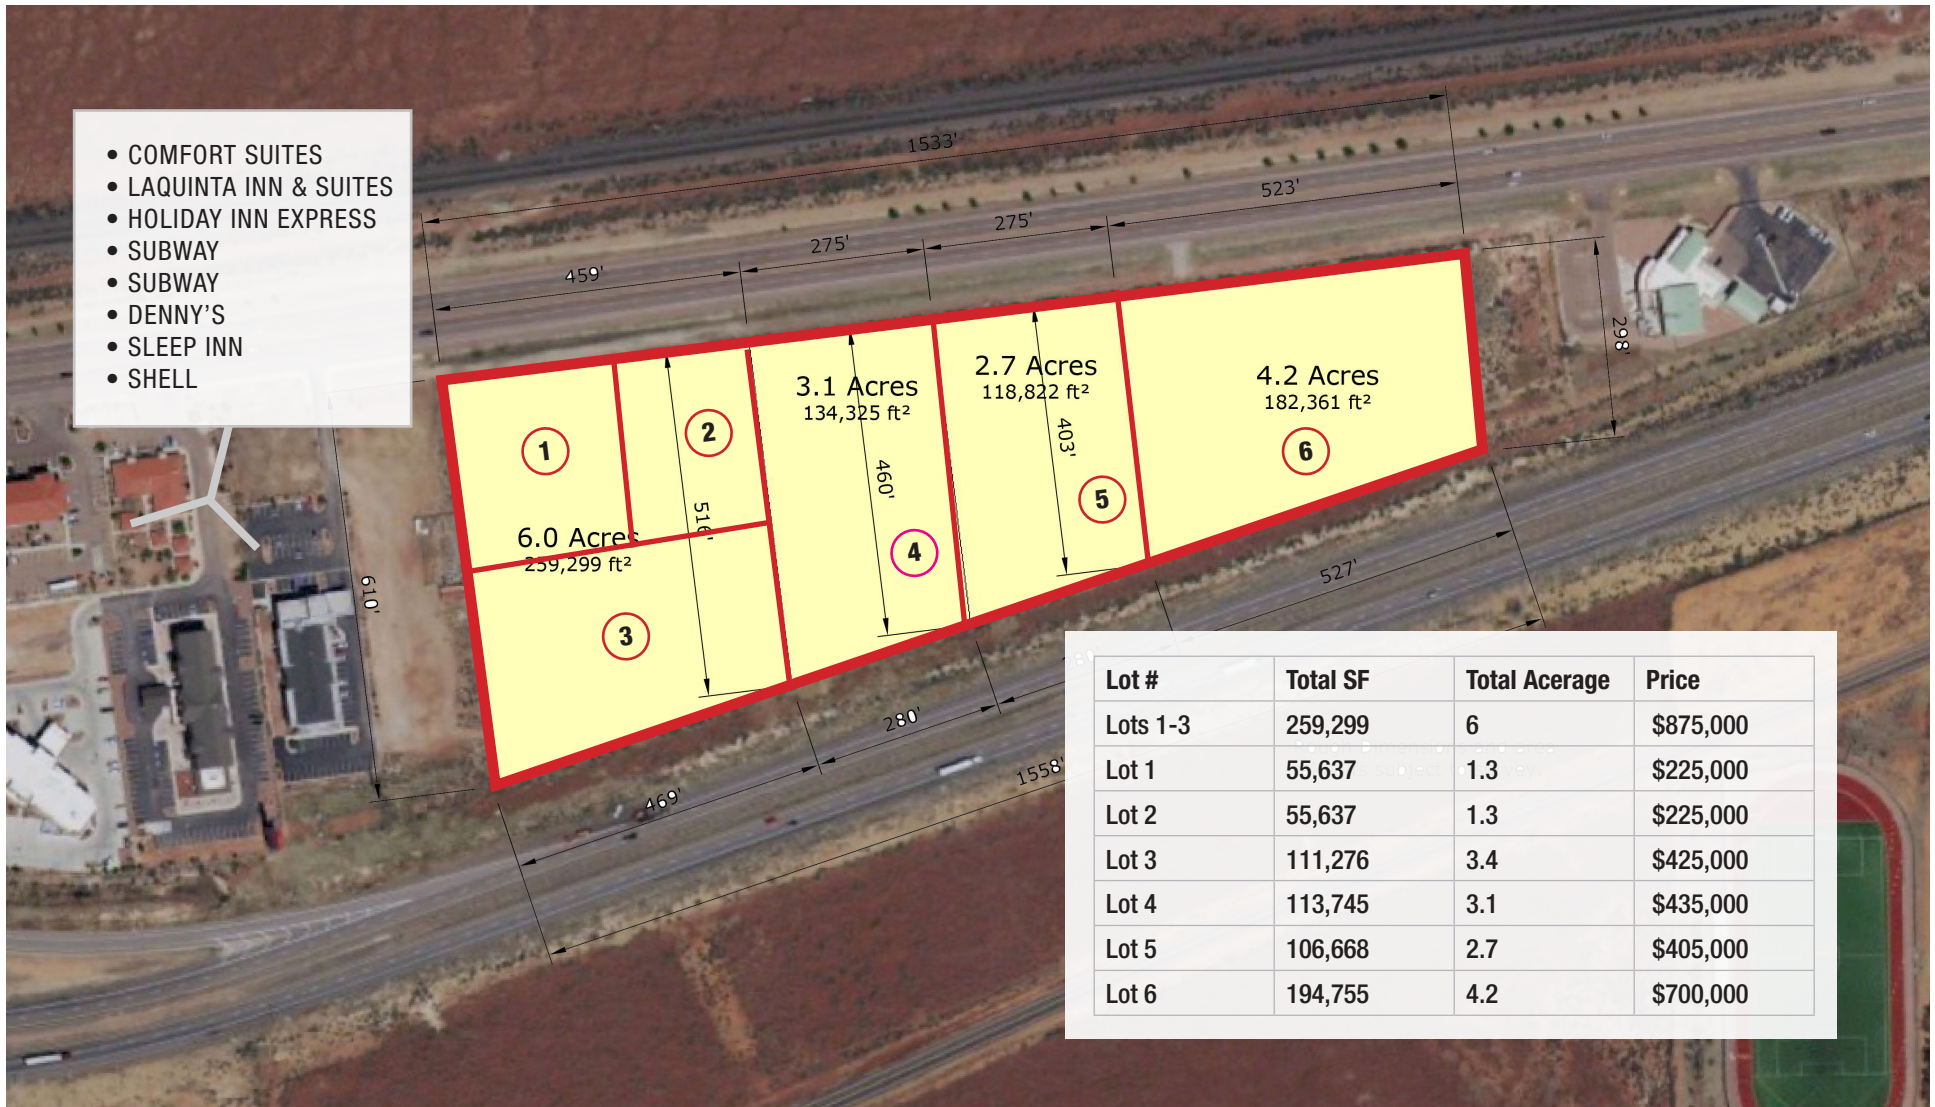 • COMFORT SUITES
• LAQUINTA INN & SUITES
• HOLIDAY INN EXPRESS
• SUBWAY
• SUBWAY
• DENNY'S
• SLEEP INN
• SHELL
1533'
459'
275'
275'
523'
298'
610'
1
2
3
6.0 Acres
259,299 ft²
516'
3.1 Acres
134,325 ft²
460'
4
2.7 Acres
118,822 ft²
403'
5
4.2 Acres
182,361 ft²
6
469'
280'
527'
1558'
Lot # Total SF Total Acerage Price
Lots 1-3 259,299 6 $875,000
Lot 1 55,637 1.3 $225,000
Lot 2 55,637 1.3 $225,000
Lot 3 111,276 3.4 $425,000
Lot 4 113,745 3.1 $435,000
Lot 5 106,668 2.7 $405,000
Lot 6 194,755 4.2 $700,000